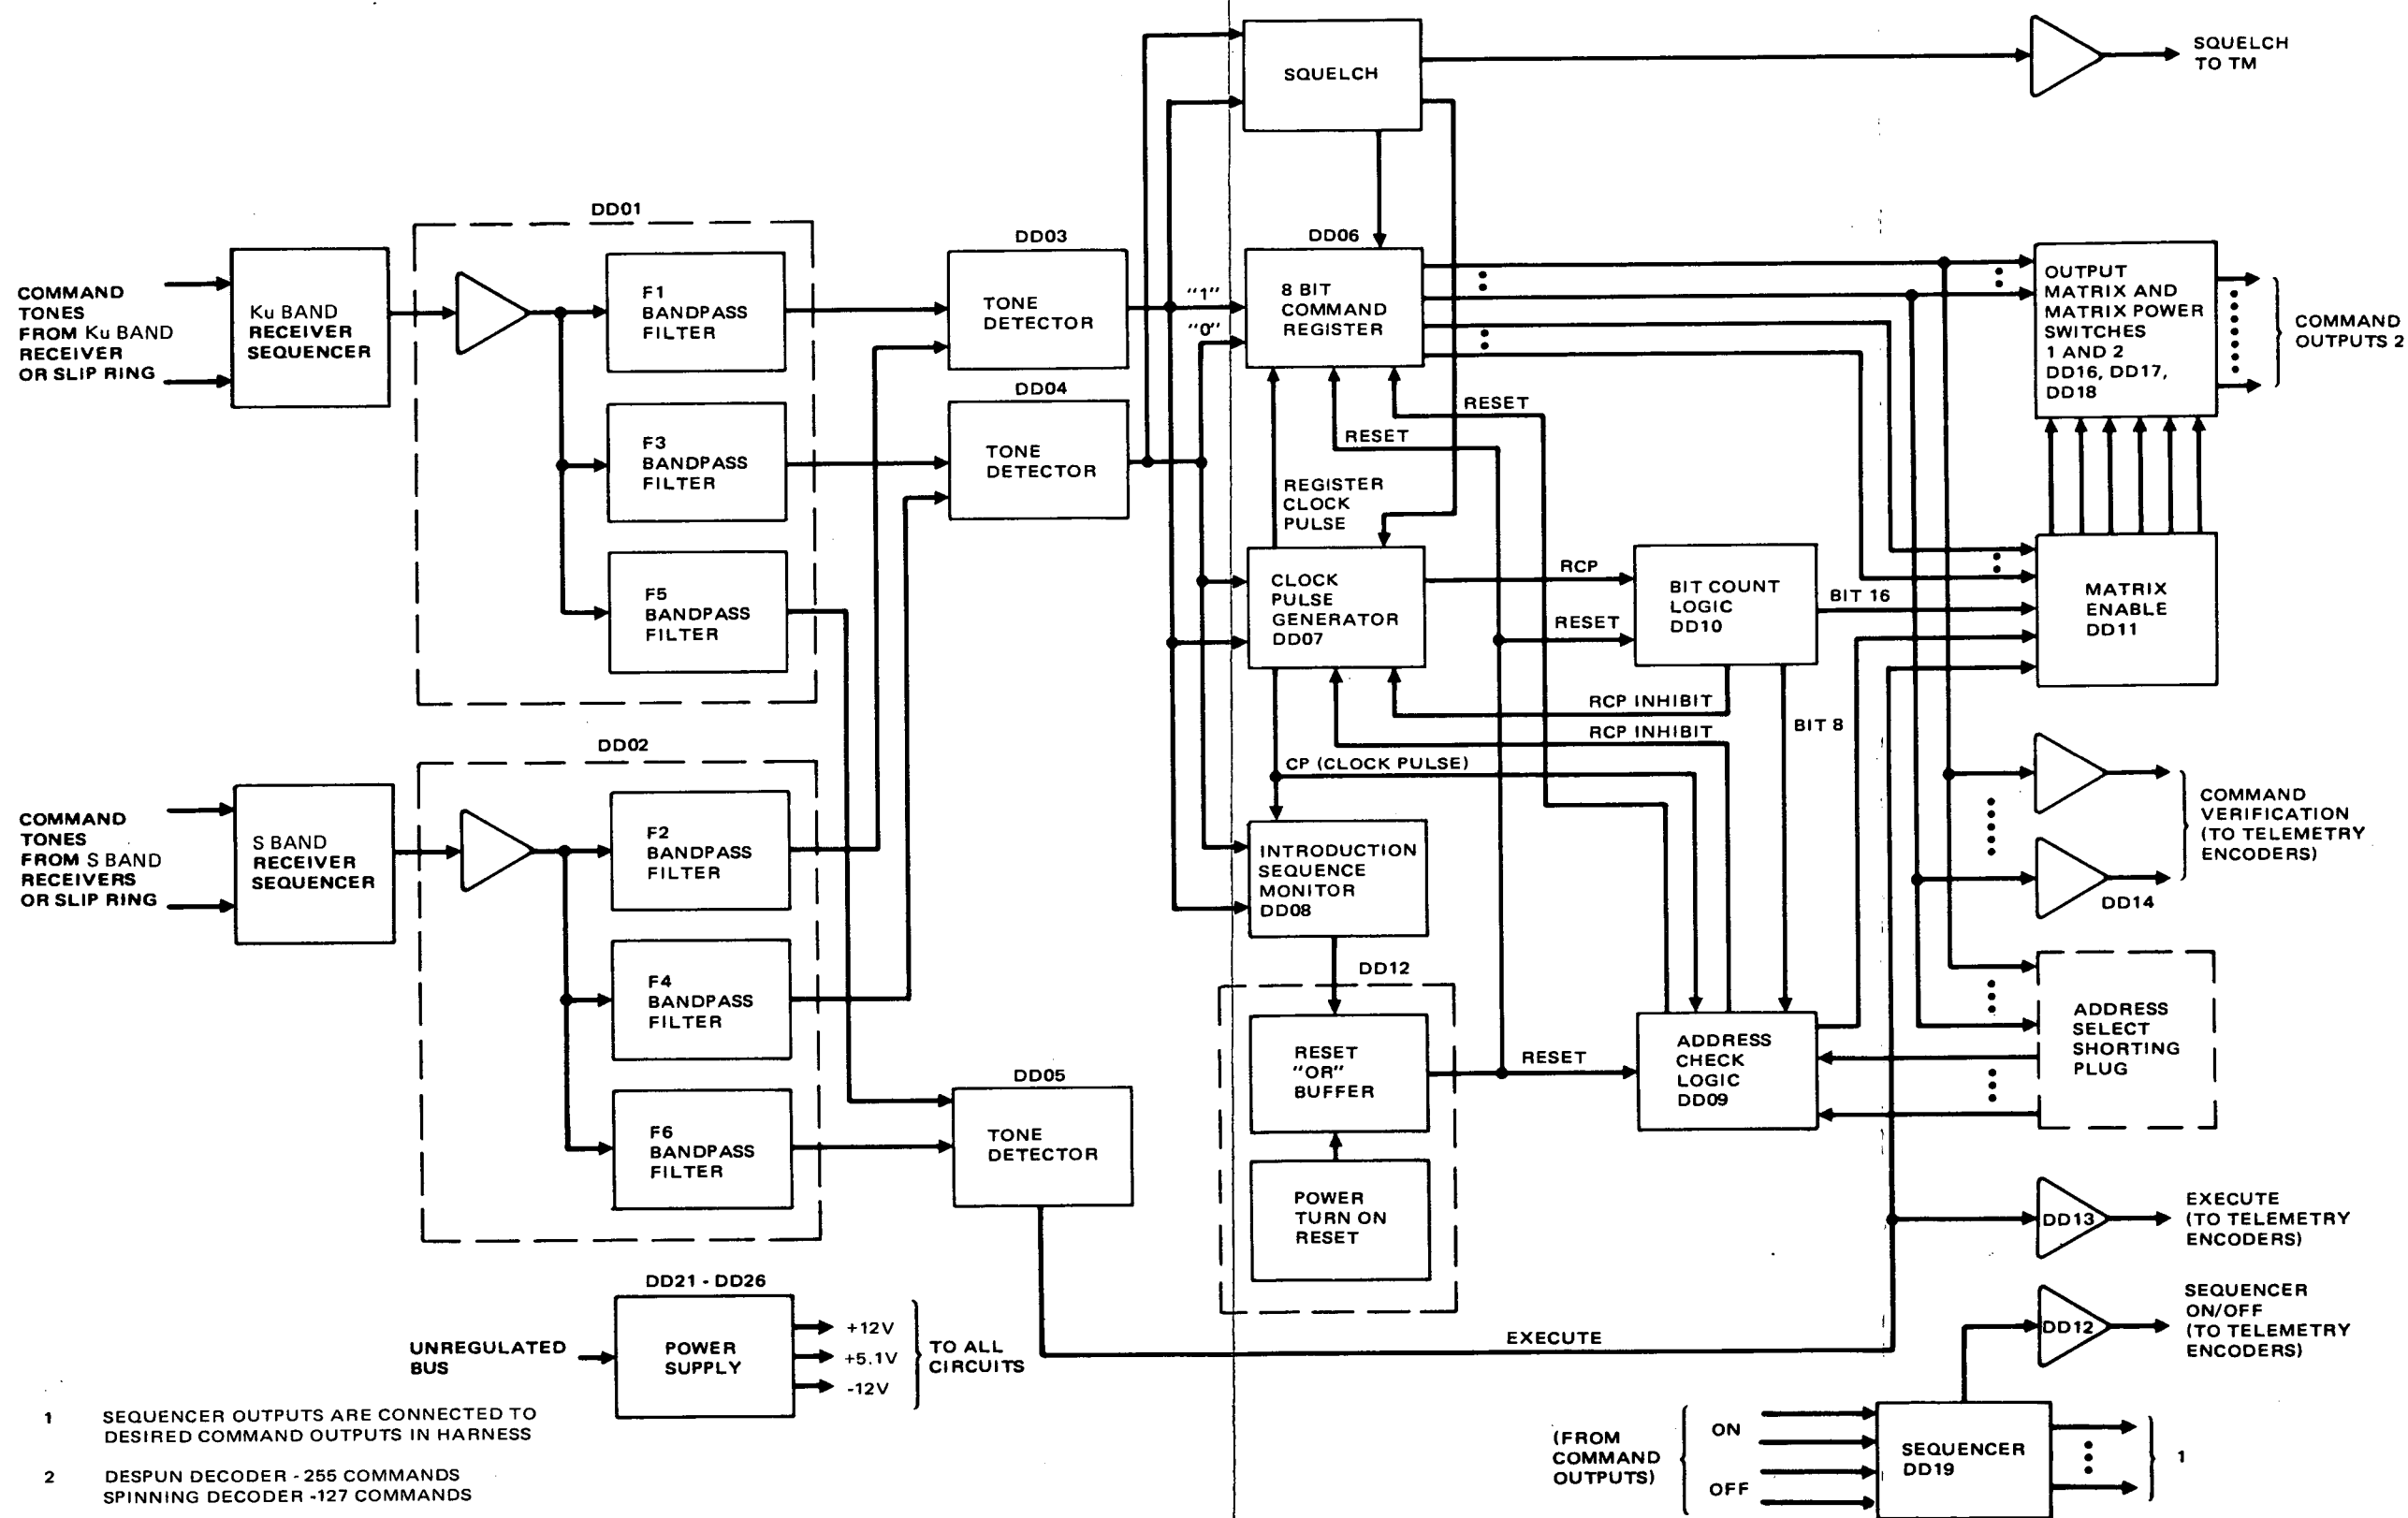 SQUELCH
SQUELCH
TO TM
DD01
COMMAND
TONES
FROM Ku BAND
RECEIVER
OR SLIP RING
Ku BAND
RECEIVER
SEQUENCER
F1
BANDPASS
FILTER
F3
BANDPASS
FILTER
F5
BANDPASS
FILTER
DD03
TONE
DETECTOR
DD04
TONE
DETECTOR
"1"
"0"
DD06
8 BIT
COMMAND
REGISTER
OUTPUT
MATRIX AND
MATRIX POWER
SWITCHES
1 AND 2
DD16, DD17,
DD18
COMMAND
OUTPUTS 2
RESET
RESET
REGISTER
CLOCK
PULSE
CLOCK
PULSE
GENERATOR
DD07
RCP
RESET
BIT COUNT
LOGIC
DD10
BIT 16
MATRIX
ENABLE
DD11
RCP INHIBIT
RCP INHIBIT
BIT 8
CP (CLOCK PULSE)
DD02
COMMAND
TONES
FROM S BAND
RECEIVERS
OR SLIP RING
S BAND
RECEIVER
SEQUENCER
F2
BANDPASS
FILTER
F4
BANDPASS
FILTER
F6
BANDPASS
FILTER
DD05
TONE
DETECTOR
INTRODUCTION
SEQUENCE
MONITOR
DD08
DD12
RESET
"OR"
BUFFER
POWER
TURN ON
RESET
RESET
ADDRESS
CHECK
LOGIC
DD09
COMMAND
VERIFICATION
(TO TELEMETRY
ENCODERS)
DD14
ADDRESS
SELECT
SHORTING
PLUG
DD13
EXECUTE
(TO TELEMETRY
ENCODERS)
DD12
SEQUENCER
ON/OFF
(TO TELEMETRY
ENCODERS)
EXECUTE
DD21 - DD26
UNREGULATED
BUS
POWER
SUPPLY
+12V
+5.1V
-12V
TO ALL
CIRCUITS
(FROM
COMMAND
OUTPUTS)
ON
OFF
SEQUENCER
DD19
1
1 SEQUENCER OUTPUTS ARE CONNECTED TO
DESIRED COMMAND OUTPUTS IN HARNESS
2 DESPUN DECODER - 255 COMMANDS
SPINNING DECODER -127 COMMANDS